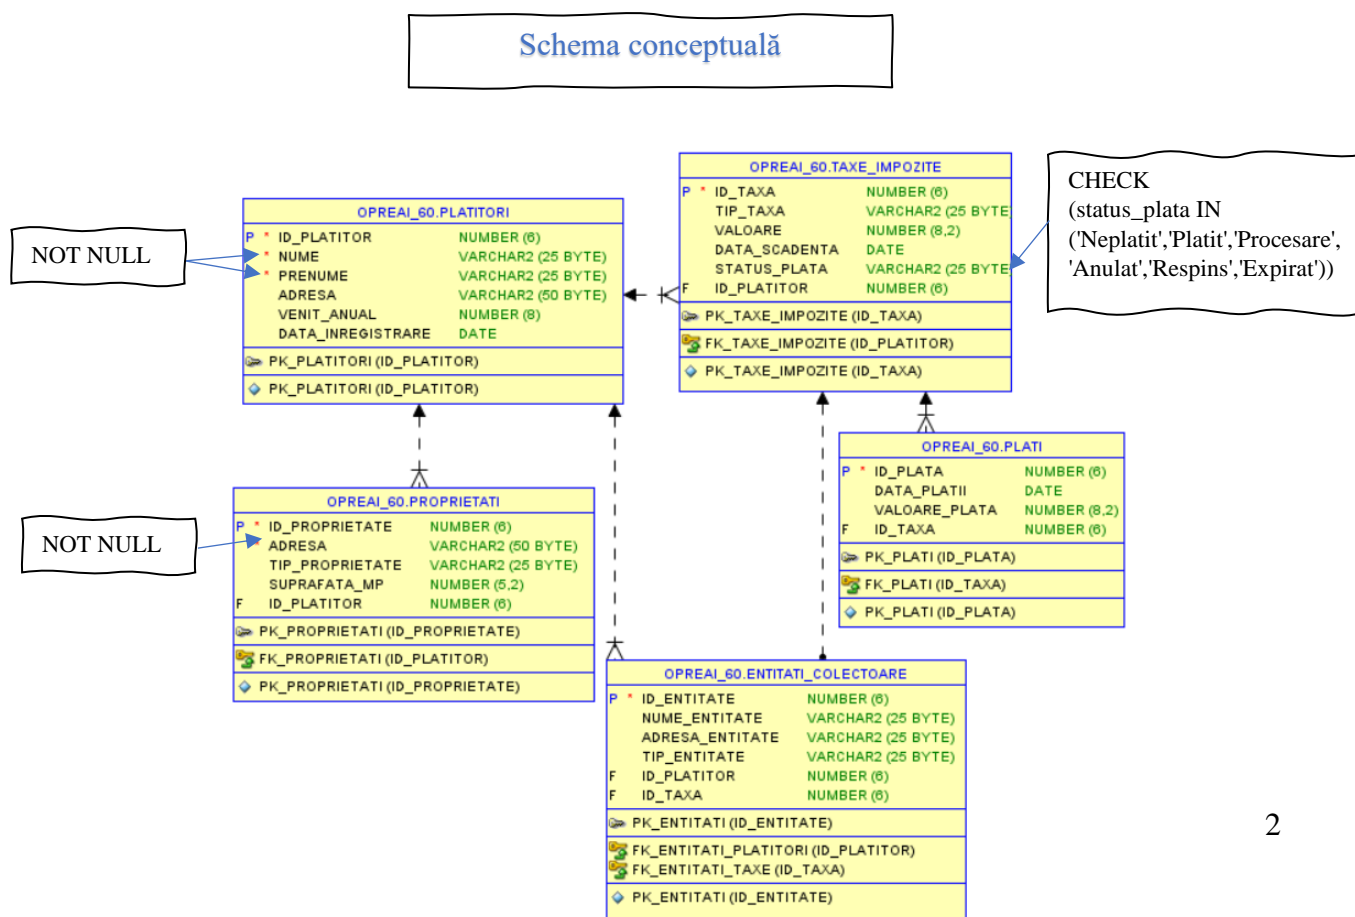 Schema conceptuală
NOT NULL
OPREAI_60.PLATITORI
P * ID_PLATITOR NUMBER (6)
* NUME VARCHAR2 (25 BYTE)
* PRENUME VARCHAR2 (25 BYTE)
ADRESA VARCHAR2 (50 BYTE)
VENIT_ANUAL NUMBER (8)
DATA_INREGISTRARE DATE
PK_PLATITORI (ID_PLATITOR)
PK_PLATITORI (ID_PLATITOR)
OPREAI_60.TAXE_IMPOZITE
P * ID_TAXA NUMBER (6)
TIP_TAXA VARCHAR2 (25 BYTE
VALOARE NUMBER (8,2)
DATA_SCADENTA DATE
STATUS_PLATA VARCHAR2 (25 BYTE
F ID_PLATITOR NUMBER (6)
PK_TAXE_IMPOZITE (ID_TAXA)
FK_TAXE_IMPOZITE (ID_PLATITOR)
PK_TAXE_IMPOZITE (ID_TAXA)
CHECK
(status_plata IN
('Neplatit','Platit','Procesare',
'Anulat','Respins','Expirat'))
NOT NULL
OPREAI_60.PROPRIETATI
P * ID_PROPRIETATE NUMBER (6)
* ADRESA VARCHAR2 (50 BYTE)
TIP_PROPRIETATE VARCHAR2 (25 BYTE)
SUPRAFATA_MP NUMBER (5,2)
F ID_PLATITOR NUMBER (6)
PK_PROPRIETATI (ID_PROPRIETATE)
FK_PROPRIETATI (ID_PLATITOR)
PK_PROPRIETATI (ID_PROPRIETATE)
OPREAI_60.PLATI
P * ID_PLATA NUMBER (6)
DATA_PLATII DATE
VALOARE_PLATA NUMBER (8,2)
F ID_TAXA NUMBER (6)
PK_PLATI (ID_PLATA)
FK_PLATI (ID_TAXA)
PK_PLATI (ID_PLATA)
OPREAI_60.ENTITATI_COLECTOARE
P * ID_ENTITATE NUMBER (6)
NUME_ENTITATE VARCHAR2 (25 BYTE)
ADRESA_ENTITATE VARCHAR2 (25 BYTE)
TIP_ENTITATE VARCHAR2 (25 BYTE)
F ID_PLATITOR NUMBER (6)
F ID_TAXA NUMBER (6)
PK_ENTITATI (ID_ENTITATE)
FK_ENTITATI_PLATITORI (ID_PLATITOR)
FK_ENTITATI_TAXE (ID_TAXA)
PK_ENTITATI (ID_ENTITATE)
2